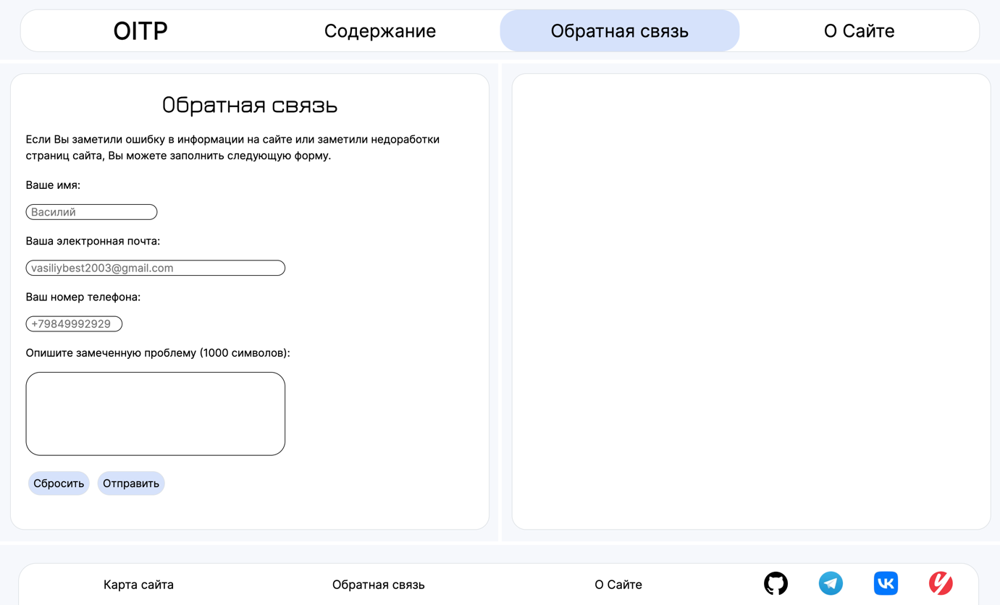 OITP
Содержание
Обратная связь
О Сайте
Обратная связь
Если Вы заметили ошибку в информации на сайте или заметили недоработки
страниц сайта, Вы можете заполнить следующую форму.
Ваше имя:
Василий
Ваша электронная почта:
vasiliybest2003@gmail.com
Ваш номер телефона:
+79849992929
Опишите замеченную проблему (1000 символов):
Сбросить
Отправить
Карта сайта
Обратная связь
О Сайте